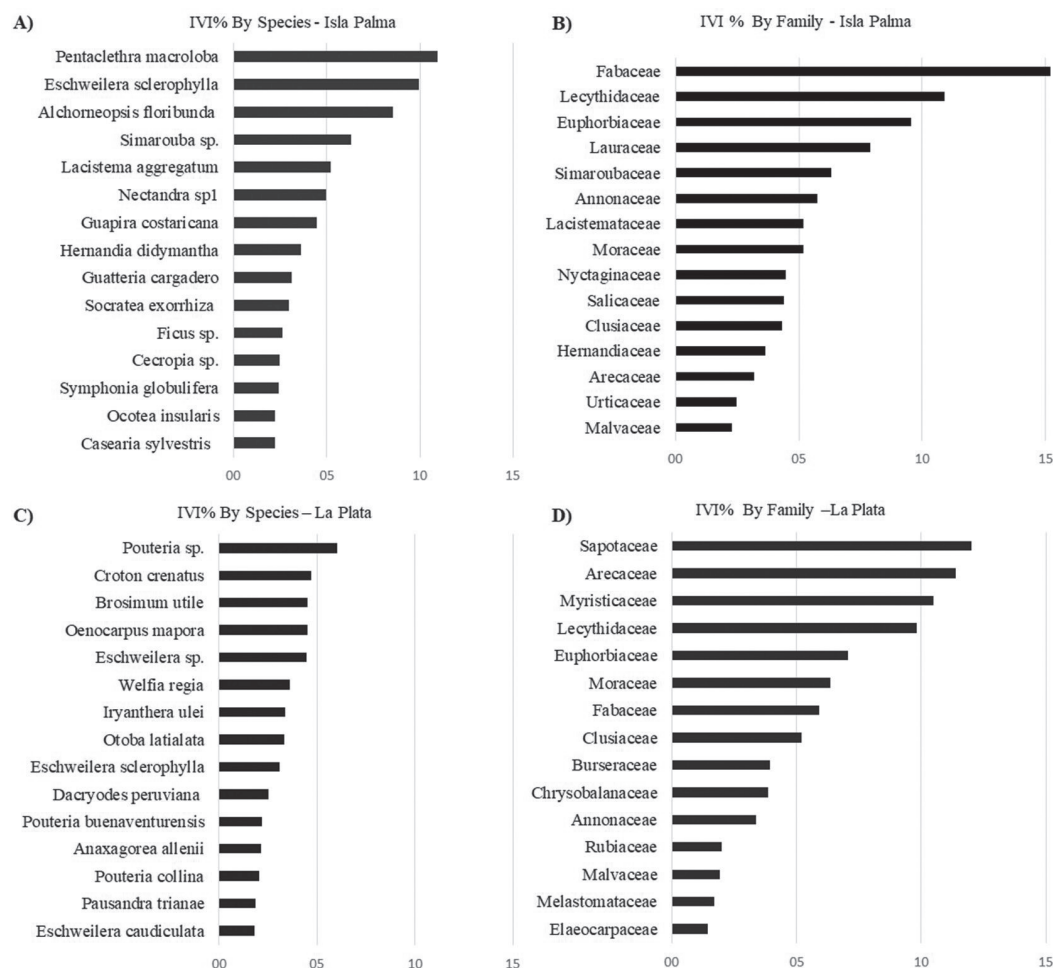 A)
IVI% By Species - Isla Palma
Pentaclethra macroloba
Eschweilera sclerophylla
Alchorneopsis floribunda
Simarouba sp.
Lacistema aggregatum
Nectandra sp1
Guapira costaricana
Hernandia didymantha
Guatteria cargadero
Socratea exorrhiza
Ficus sp.
Cecropia sp.
Symphonia globulifera
Ocotea insularis
Casearia sylvestris
00 05 10 15
B)
IVI % By Family - Isla Palma
Fabaceae
Lecythidaceae
Euphorbiaceae
Lauraceae
Simaroubaceae
Annonaceae
Lacistemataceae
Moraceae
Nyctaginaceae
Salicaceae
Clusiaceae
Hernandiaceae
Arecaceae
Urticaceae
Malvaceae
00 05 10 15
C)
IVI% By Species – La Plata
Pouteria sp.
Croton crenatus
Brosimum utile
Oenocarpus mapora
Eschweilera sp.
Welfia regia
Iryanthera ulei
Otoba latialata
Eschweilera sclerophylla
Dacryodes peruviana
Pouteria buenaventurensis
Anaxagorea allenii
Pouteria collina
Pausandra trianae
Eschweilera caudiculata
00 05 10 15
D)
IVI% By Family –La Plata
Sapotaceae
Arecaceae
Myristicaceae
Lecythidaceae
Euphorbiaceae
Moraceae
Fabaceae
Clusiaceae
Burseraceae
Chrysobalanaceae
Annonaceae
Rubiaceae
Malvaceae
Melastomataceae
Elaeocarpaceae
00 05 10 15